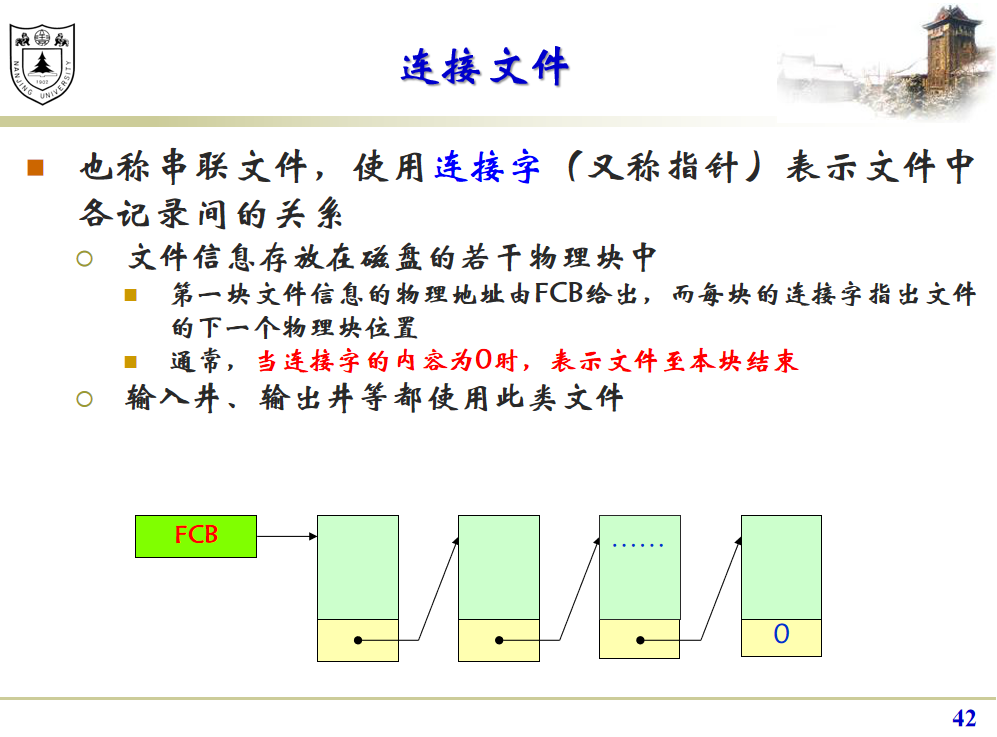 连接文件
NANJING UNIVERSITY
1902
也称串联文件，使用连接字（又称指针）表示文件中
各记录间的关系
文件信息存放在磁盘的若干物理块中
第一块文件信息的物理地址由FCB给出，而每块的连接字指出文件
的下一个物理块位置
通常，当连接字的内容为0时，表示文件至本块结束
输入井、输出井等都使用此类文件
FCB
······
0
42